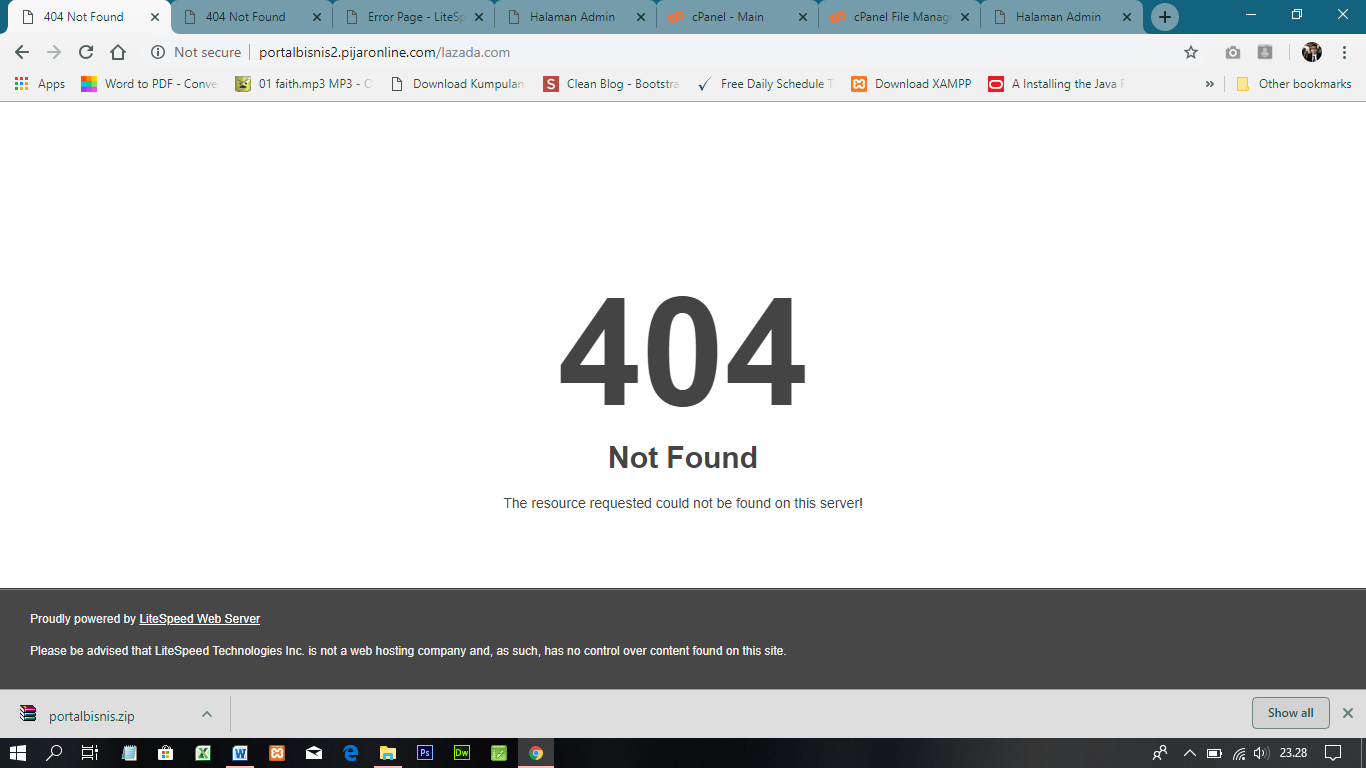 404 Not Found
404 Not Found
Error Page - LiteSp
Halaman Admin
cPanel - Main
cPanel File Manag
Halaman Admin
Not secure
portalbisnis2.pijaronline.com/lazada.com
Apps
Word to PDF - Conve
01 faith.mp3 MP3 - C
Download Kumpulan
Clean Blog - Bootstra
Free Daily Schedule T
Download XAMPP
A Installing the Java R
Other bookmarks
404
Not Found
The resource requested could not be found on this server!
Proudly powered by LiteSpeed Web Server
Please be advised that LiteSpeed Technologies Inc. is not a web hosting company and, as such, has no control over content found on this site.
portalbisnis.zip
Show all
23.28